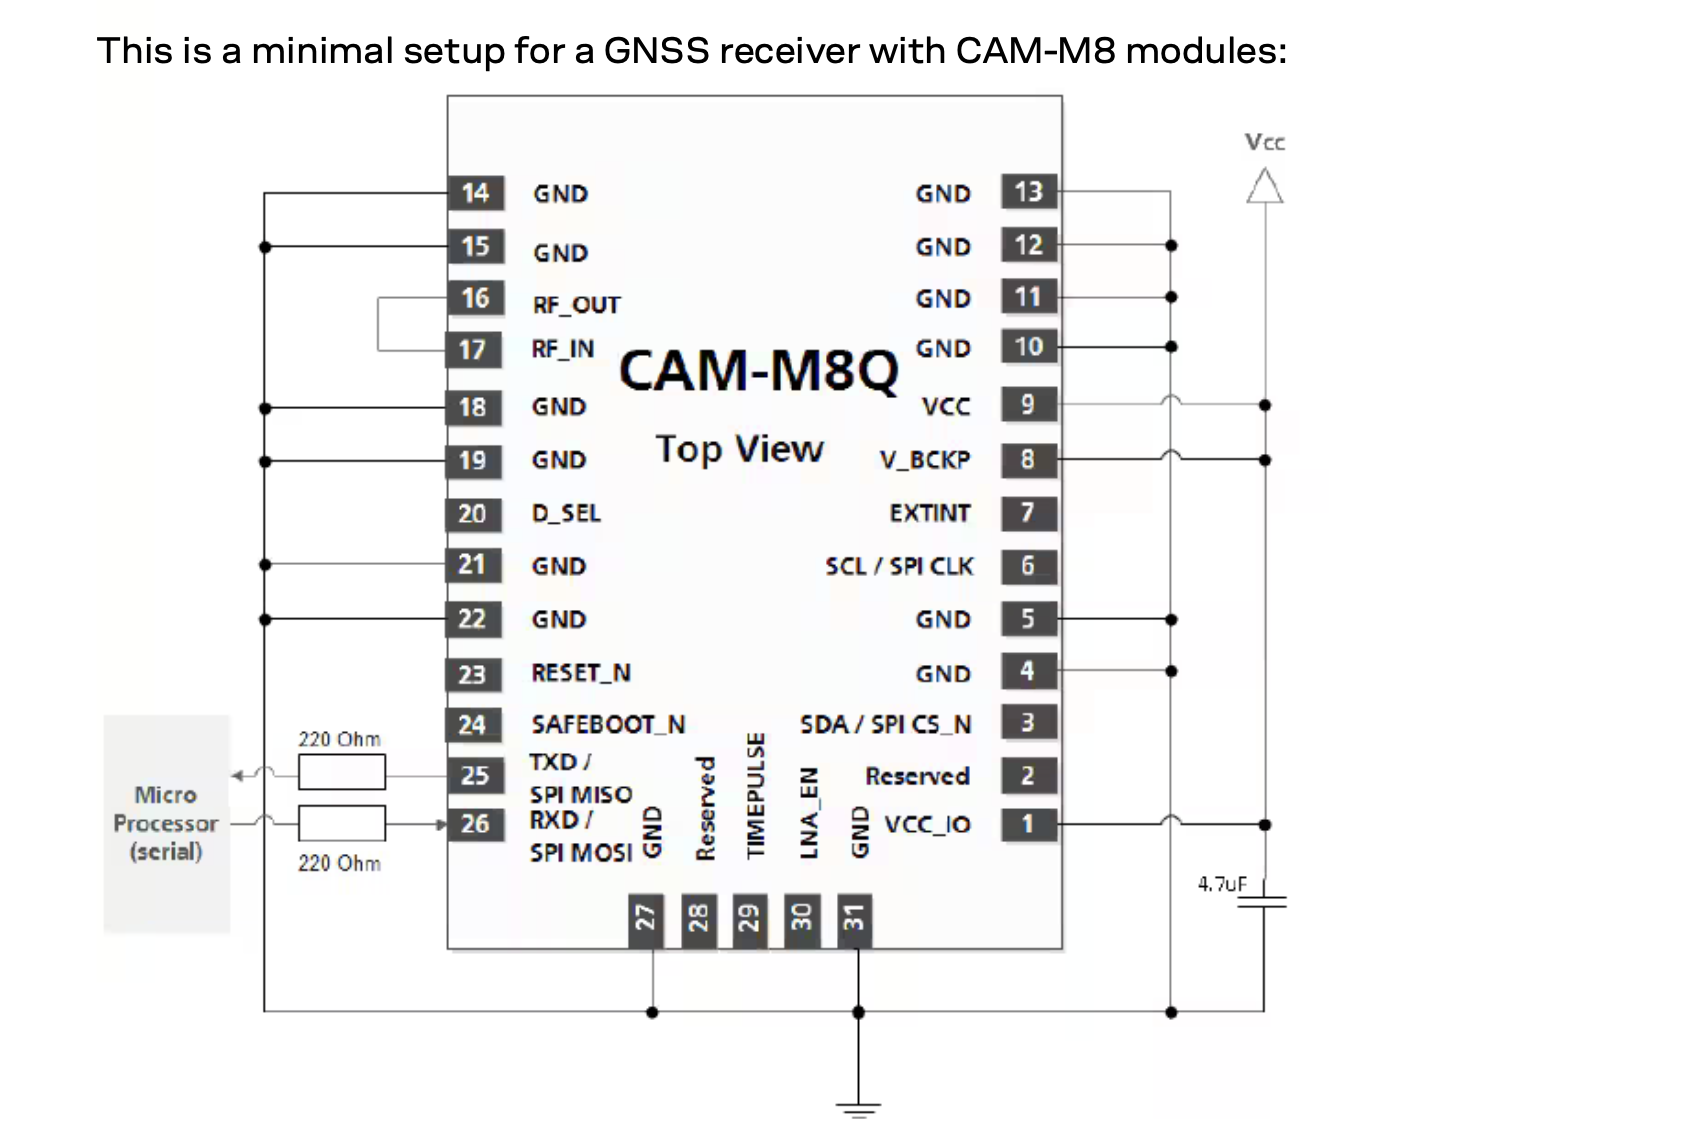 This is a minimal setup for a GNSS receiver with CAM-M8 modules:
Vcc
14 GND
GND 13
15 GND
GND 12
16 RF_OUT
GND 11
17 RF_IN
GND 10
CAM-M8Q
18 GND
VCC 9
Top View
19 GND
V_BCKP 8
20 D_SEL
EXTINT 7
21 GND
SCL / SPI CLK 6
22 GND
GND 5
23 RESET_N
GND 4
24 SAFEBOOT_N
SDA / SPI CS_N 3
220 Ohm
25 TXD /
SPI MISO
Reserved 2
26 RXD /
SPI MOSI
VCC_IO 1
Micro
Processor
(serial)
220 Ohm
GND
Reserved
TIMEPULSE
LNA_EN
GND
27
28
29
30
31
4.7uF